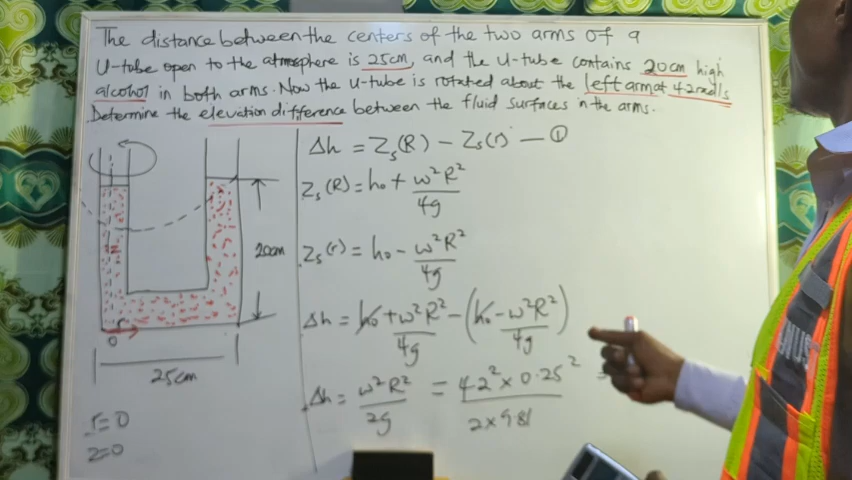 The distance between the centers of the two arms of a
U-tube open to the atmosphere is 25cm, and the U-tube contains 20cm high
alcohol in both arms. Now the U-tube is rotated about the left arm at 4.2rad/s
Determine the elevation difference between the fluid surfaces in the arms.
Δh = Zs(R) - Zs(r) — ①
Zs(R) = h₀ + ω²R²/4g
Zs(r) = h₀ - ω²R²/4g
Δh = h₀ + ω²R²/4g - (h₀ - ω²R²/4g)
Δh = ω²R²/2g = 4.2² × 0.25²/2×9.81 =
20cm
r
0
25cm
r=0
z=0